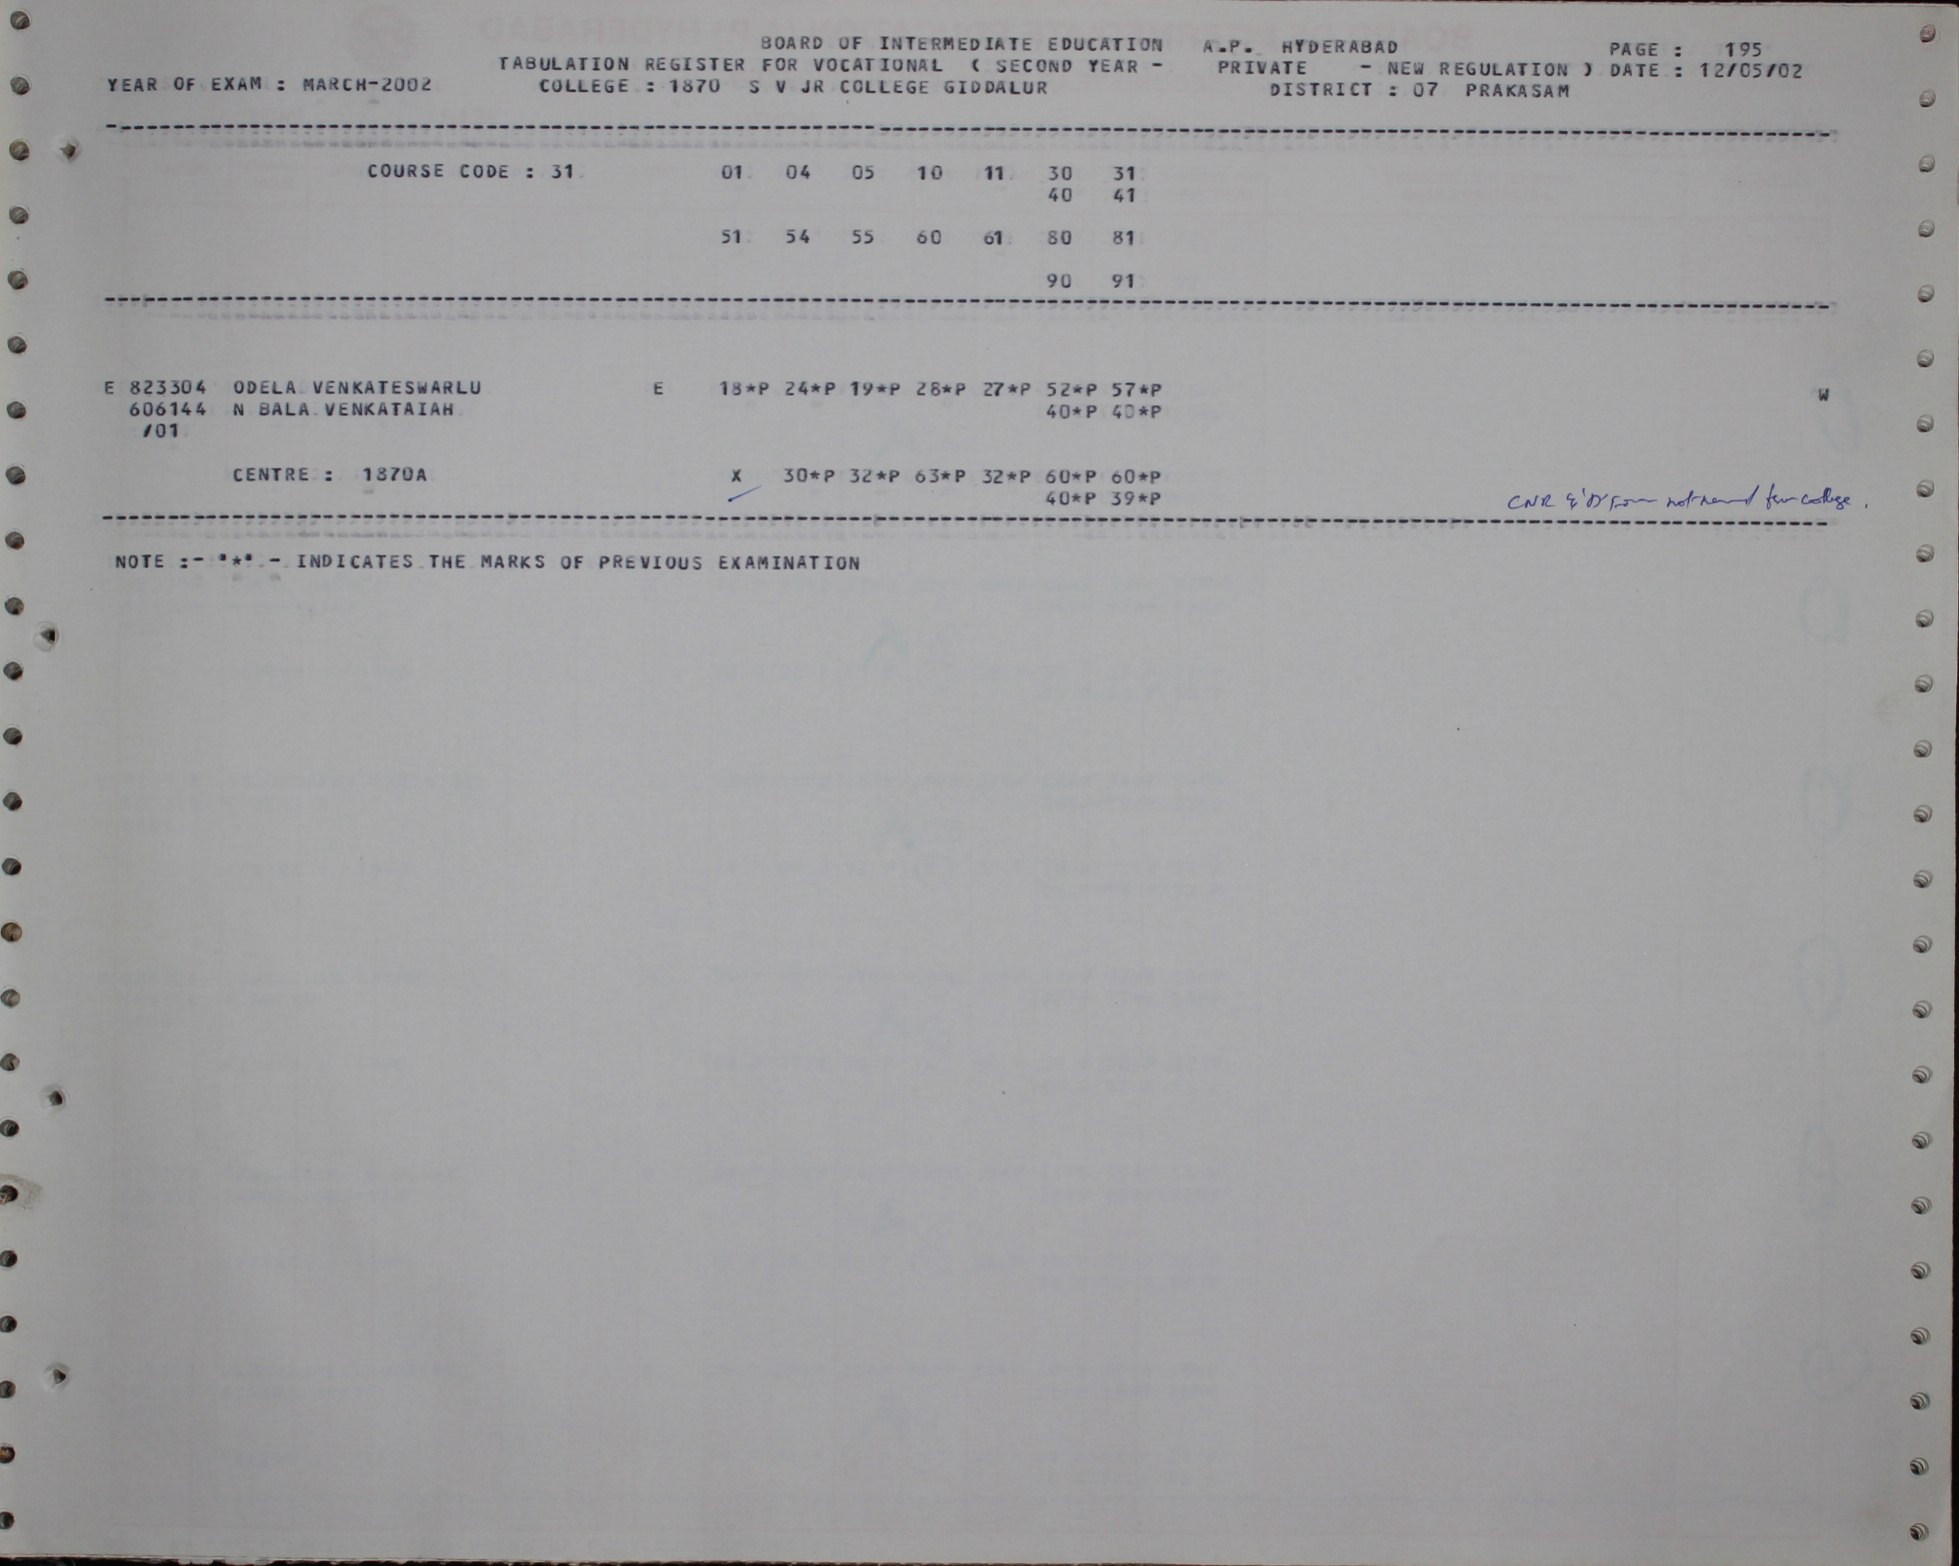 BOARD OF INTERMEDIATE EDUCATION A.P. HYDERABAD PAGE : 195
TABULATION REGISTER FOR VOCATIONAL ( SECOND YEAR - PRIVATE - NEW REGULATION ) DATE : 12/05/02
YEAR OF EXAM : MARCH-2002 COLLEGE : 1870 S V JR COLLEGE GIDDALUR DISTRICT : 07 PRAKASAM
COURSE CODE : 31 01 04 05 10 11 30 31
40 41
51 54 55 60 61 80 81
90 91
E 823304 ODELA VENKATESWARLU E 18*P 24*P 19*P 28*P 27*P 52*P 57*P W
606144 N BALA VENKATAIAH 40*P 40*P
/01
CENTRE : 1870A X 30*P 32*P 63*P 32*P 60*P 60*P
40*P 39*P
CNR & 'D' not college.
NOTE :- "*" - INDICATES THE MARKS OF PREVIOUS EXAMINATION